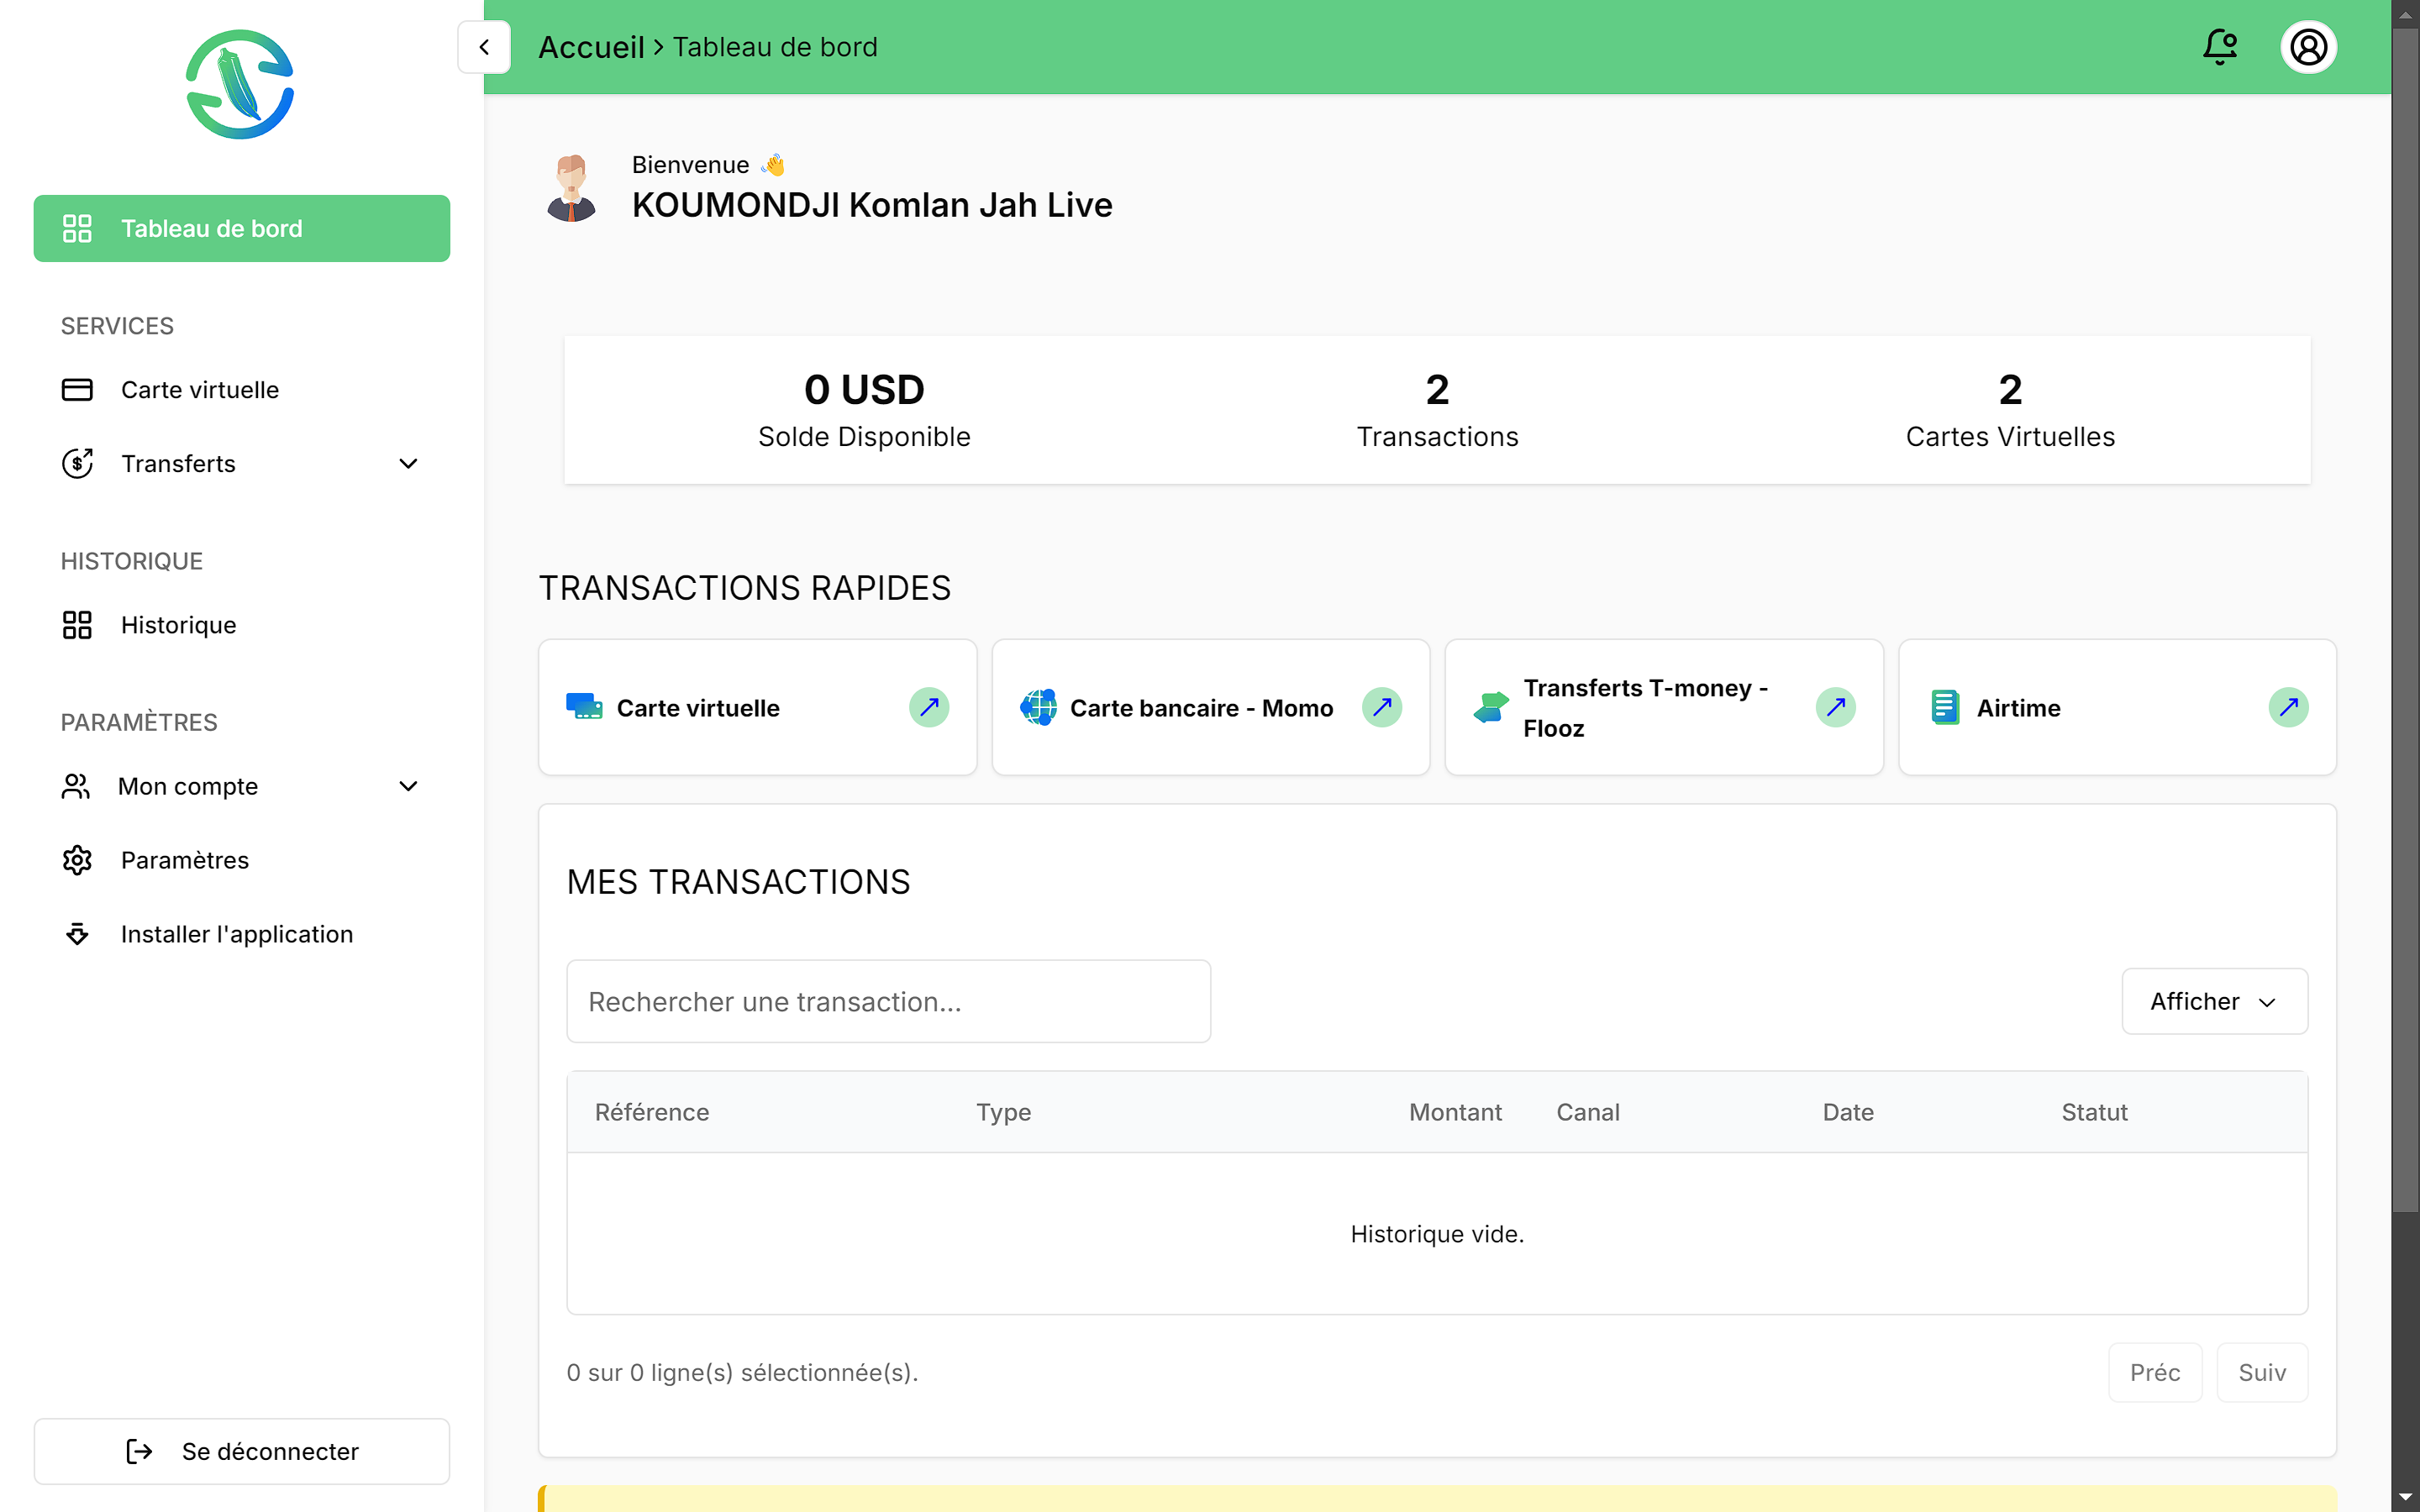 Accueil > Tableau de bord
Tableau de bord
SERVICES
Carte virtuelle
Transferts
HISTORIQUE
Historique
PARAMÈTRES
Mon compte
Paramètres
Installer l'application
Se déconnecter
Bienvenue 👋
KOUMONDJI Komlan Jah Live
0 USD
Solde Disponible
2
Transactions
2
Cartes Virtuelles
TRANSACTIONS RAPIDES
Carte virtuelle
Carte bancaire - Momo
Transferts T-money -
Flooz
Airtime
MES TRANSACTIONS
Rechercher une transaction...
Afficher
Référence Type Montant Canal Date Statut
Historique vide.
0 sur 0 ligne(s) sélectionnée(s).
Préc
Suiv